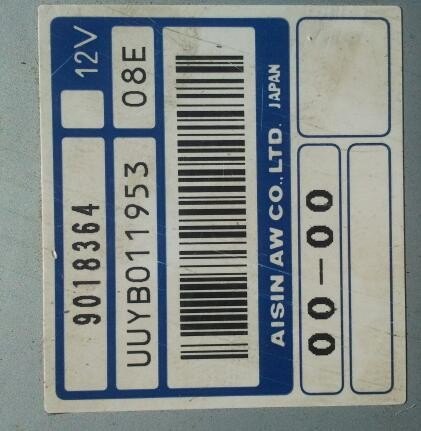 12V
9018364
08E
UUYB011953
AISIN AW CO.,LTD. JAPAN
00-00